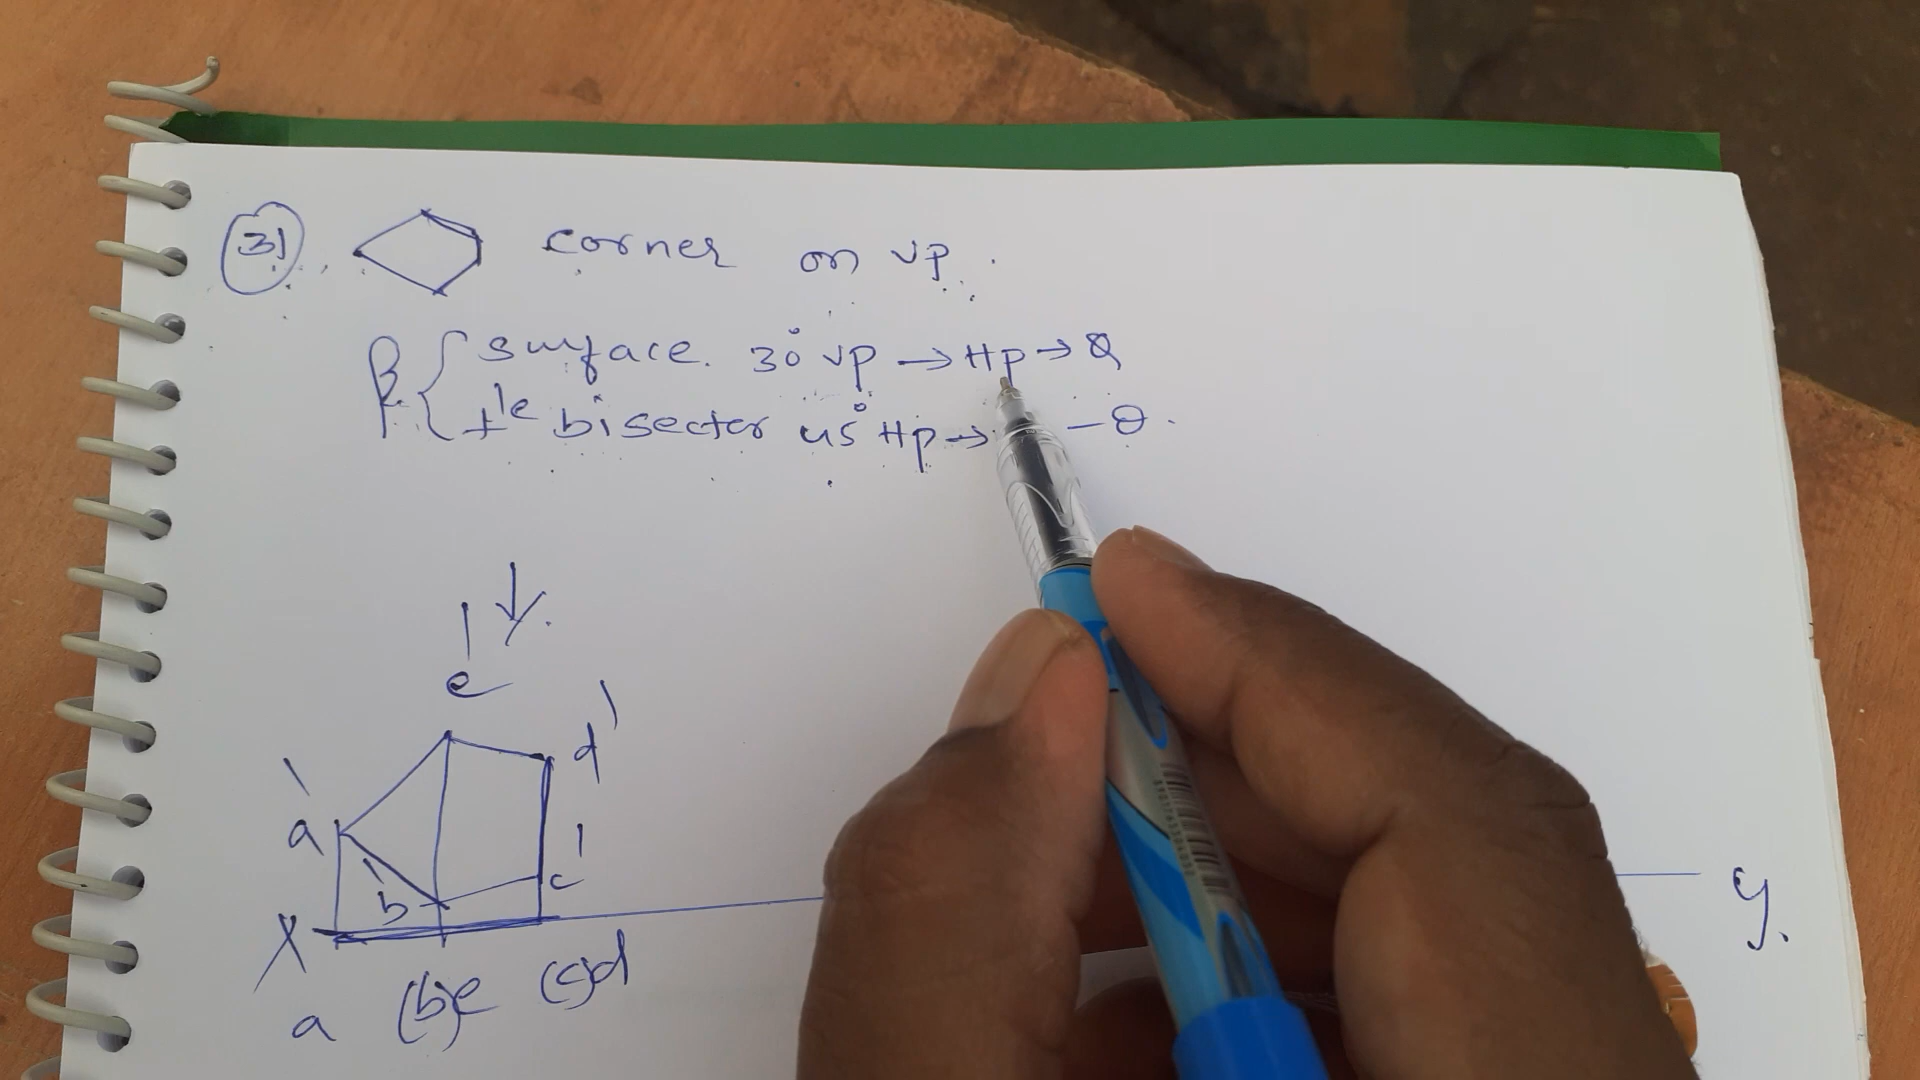 31 corner on vp.
β { surface. 30° vp → Hp → θ
⊥le bisector 45° Hp → - θ.
e'
a' d'
b' c'
X y.
a (b)e (c)d